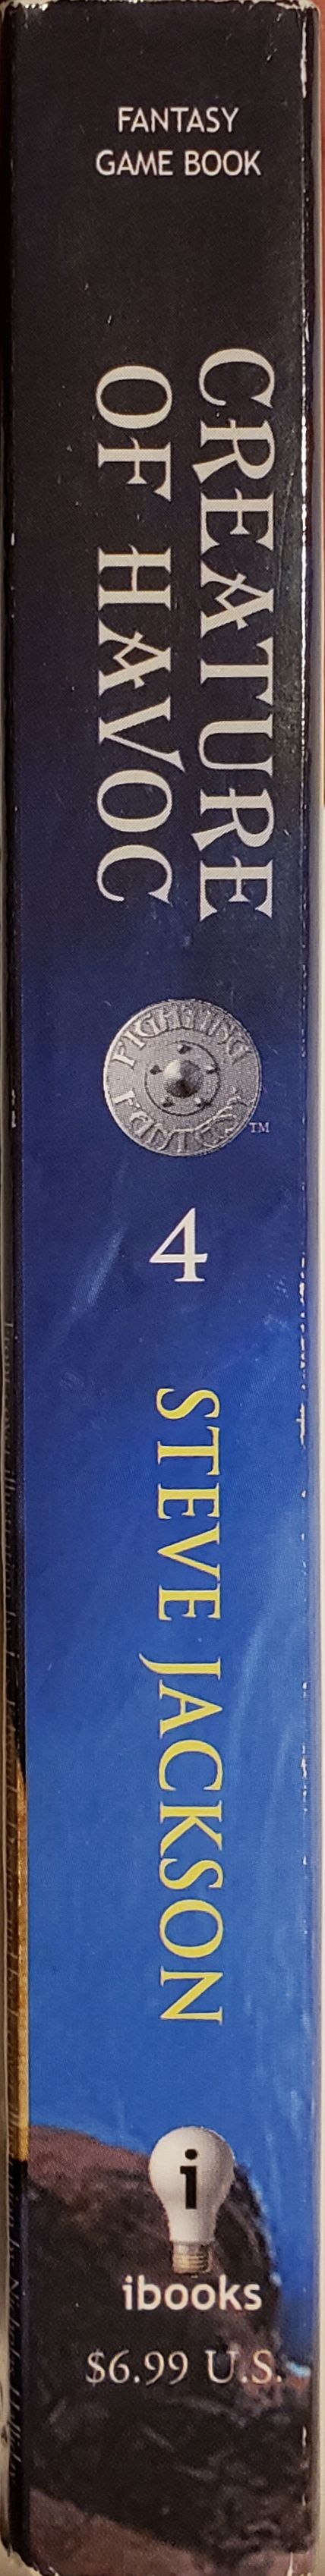 FANTASY
GAME BOOK
CREATURE
OF HAVOC
FIGHTING
FANTASY
TM
4
STEVE JACKSON
i
ibooks
$6.99 U.S.